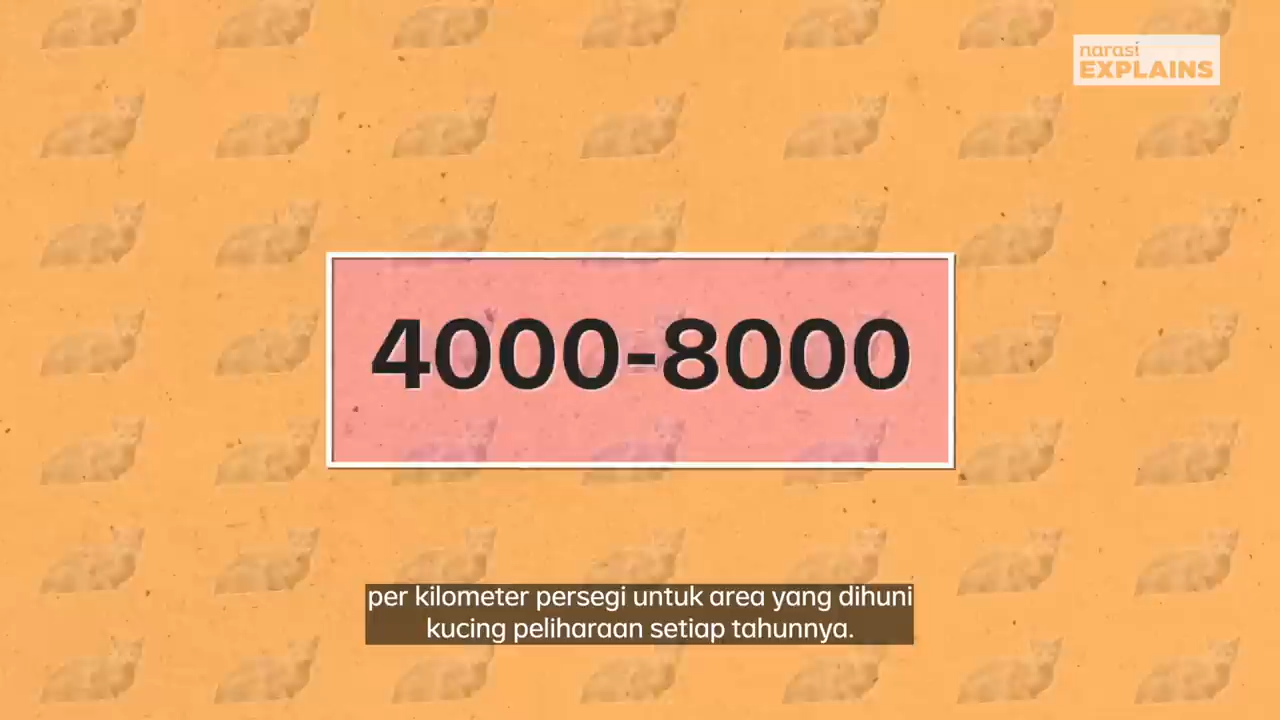 narasi
EXPLAINS
4000-8000
per kilometer persegi untuk area yang dihuni
kucing peliharaan setiap tahunnya.